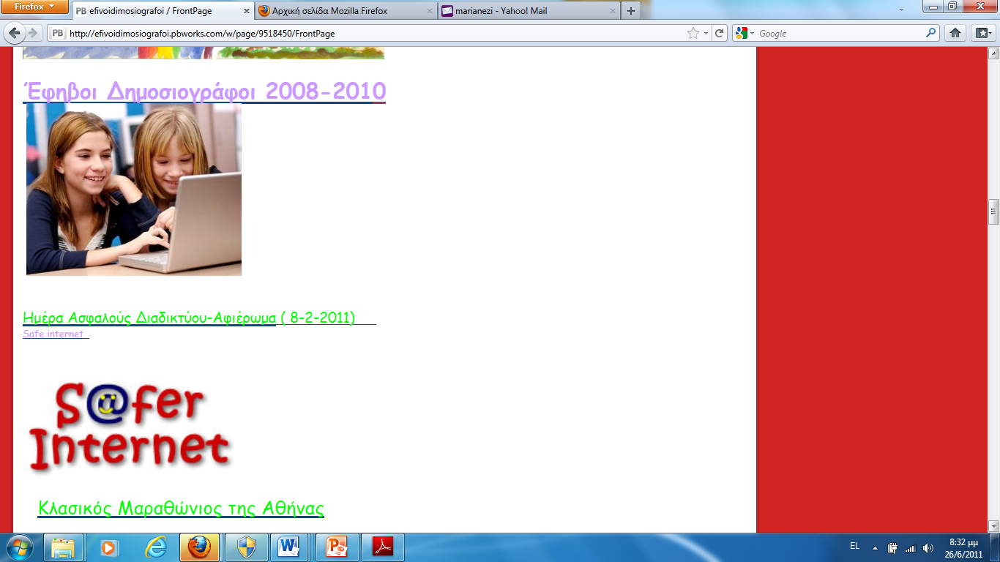 Firefox
efivoidimosiografoi / FrontPage
Αρχική σελίδα Mozilla Firefox
marianezi - Yahoo! Mail
PB http://efivoidimosiografoi.pbworks.com/w/page/9518450/FrontPage
Google
Έφηβοι Δημοσιογράφοι 2008-2010
Ημέρα Ασφαλούς Διαδικτύου-Αφιέρωμα ( 8-2-2011)
Safe internet
S@fer
Internet
Κλασικός Μαραθώνιος της Αθήνας
EL
8:32 μμ
26/6/2011